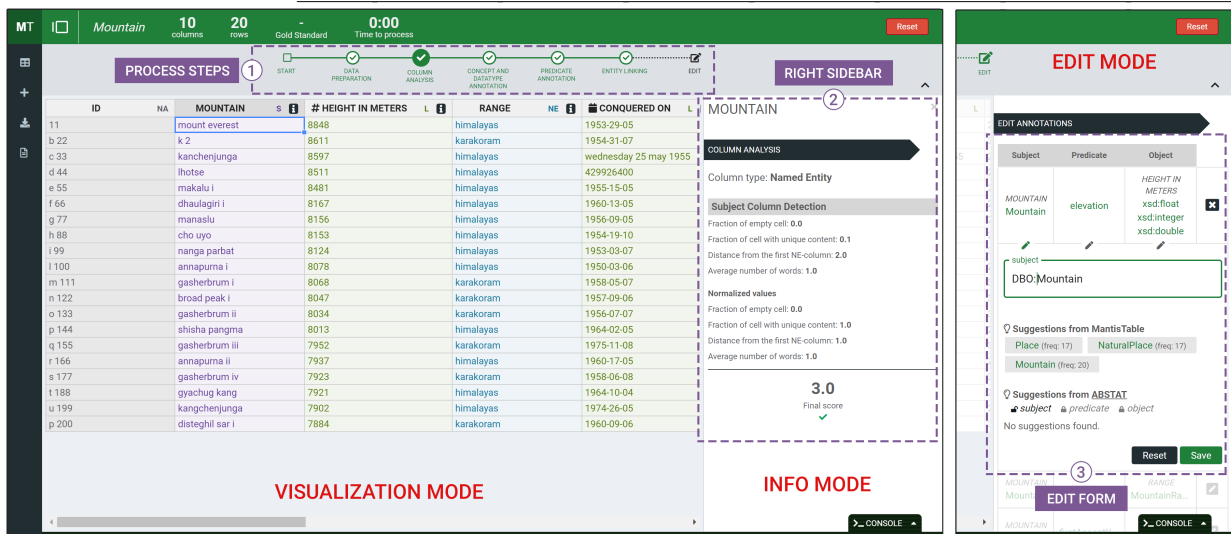 MT Mountain 10 columns 20 rows - Gold Standard 0:00 Time to process Reset
PROCESS STEPS 1 START DATA PREPARATION COLUMN ANALYSIS CONCEPT AND DATATYPE ANNOTATION PREDICATE ANNOTATION ENTITY LINKING EDIT
RIGHT SIDEBAR
2
ID NA MOUNTAIN S # HEIGHT IN METERS L RANGE NE CONQUERED ON L
11 mount everest 8848 himalayas 1953-29-05
b 22 k 2 8611 karakoram 1954-31-07
c 33 kanchenjunga 8597 himalayas wednesday 25 may 1955
d 44 lhotse 8511 himalayas 429926400
e 55 makalu i 8481 himalayas 1955-15-05
f 66 dhaulagiri i 8167 himalayas 1960-13-05
g 77 manaslu 8156 himalayas 1956-09-05
h 88 cho uyo 8153 himalayas 1954-19-10
i 99 nanga parbat 8124 himalayas 1953-03-07
l 100 annapurna i 8078 himalayas 1950-03-06
m 111 gasherbrum i 8068 karakoram 1958-05-07
n 122 broad peak i 8047 karakoram 1957-09-06
o 133 gasherbrum ii 8034 karakoram 1956-07-07
p 144 shisha pangma 8013 himalayas 1964-02-05
q 155 gasherbrum iii 7952 karakoram 1975-11-08
r 166 annapurna ii 7937 himalayas 1960-17-05
s 177 gasherbrum iv 7923 karakoram 1958-06-08
t 188 gyachug kang 7921 himalayas 1964-10-04
u 199 kangchenjunga 7902 himalayas 1974-26-05
p 200 disteghil sar i 7884 karakoram 1960-09-06
VISUALIZATION MODE
MOUNTAIN
COLUMN ANALYSIS
Column type: Named Entity
Subject Column Detection
Fraction of empty cell: 0.0
Fraction of cell with unique content: 0.1
Distance from the first NE-column: 2.0
Average number of words: 1.0
Normalized values
Fraction of empty cell: 0.0
Fraction of cell with unique content: 1.0
Distance from the first NE-column: 1.0
Average number of words: 1.0
3.0
Final score
INFO MODE
>_ CONSOLE
Reset
EDIT
EDIT MODE
L
EDIT ANNOTATIONS
Subject Predicate Object
MOUNTAIN Mountain elevation HEIGHT IN METERS xsd:float xsd:integer xsd:double
subject
DBO:Mountain
Suggestions from MantisTable
Place (freq: 17) NaturalPlace (freq: 17)
Mountain (freq: 20)
Suggestions from ABSTAT
subject predicate object
No suggestions found.
Reset Save
3
EDIT FORM
MOUNTAIN RANGE
MountainRa...
MOUNTAIN
>_ CONSOLE